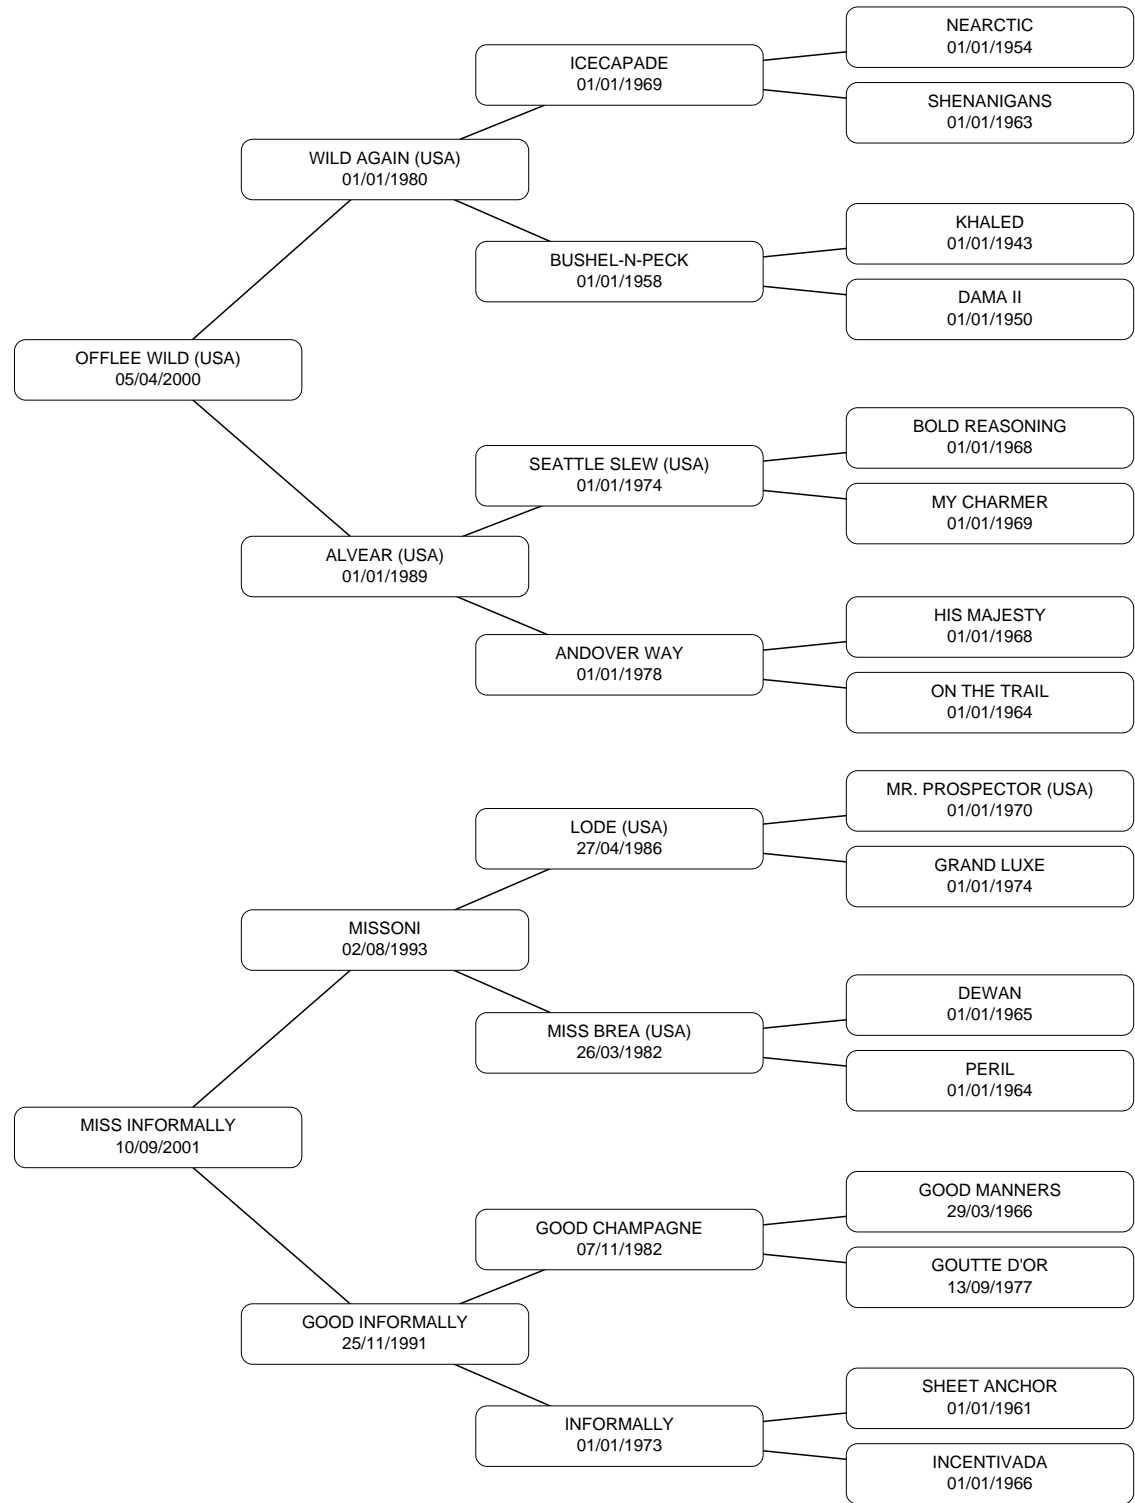 NEARCTIC
01/01/1954
ICECAPADE
01/01/1969
SHENANIGANS
01/01/1963
WILD AGAIN (USA)
01/01/1980
KHALED
01/01/1943
BUSHEL-N-PECK
01/01/1958
DAMA II
01/01/1950
OFFLEE WILD (USA)
05/04/2000
BOLD REASONING
01/01/1968
SEATTLE SLEW (USA)
01/01/1974
MY CHARMER
01/01/1969
ALVEAR (USA)
01/01/1989
HIS MAJESTY
01/01/1968
ANDOVER WAY
01/01/1978
ON THE TRAIL
01/01/1964
MR. PROSPECTOR (USA)
01/01/1970
LODE (USA)
27/04/1986
GRAND LUXE
01/01/1974
MISSONI
02/08/1993
DEWAN
01/01/1965
MISS BREA (USA)
26/03/1982
PERIL
01/01/1964
MISS INFORMALLY
10/09/2001
GOOD MANNERS
29/03/1966
GOOD CHAMPAGNE
07/11/1982
GOUTTE D'OR
13/09/1977
GOOD INFORMALLY
25/11/1991
SHEET ANCHOR
01/01/1961
INFORMALLY
01/01/1973
INCENTIVADA
01/01/1966